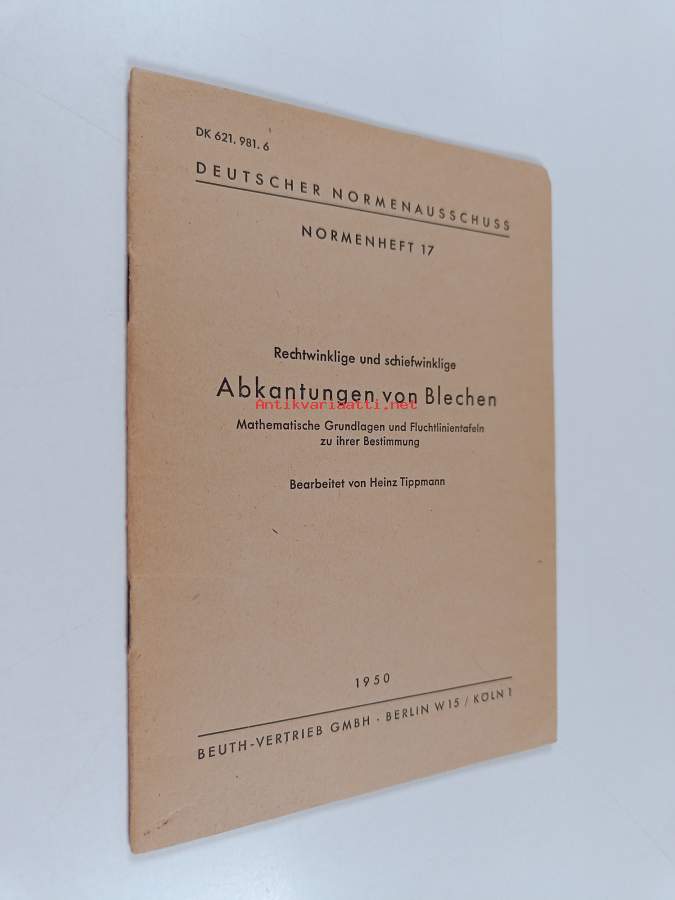 DK 621.981.6
DEUTSCHER NORMENAUSSCHUSS
NORMENHEFT 17
Rechtwinklige und schiefwinklige
Abkantungen von Blechen
Antikvariaatti.net
Mathematische Grundlagen und Fluchtlinientafeln
zu ihrer Bestimmung
Bearbeitet von Heinz Tippmann
1950
BEUTH-VERTRIEB GMBH · BERLIN W 15 / KÖLN 1